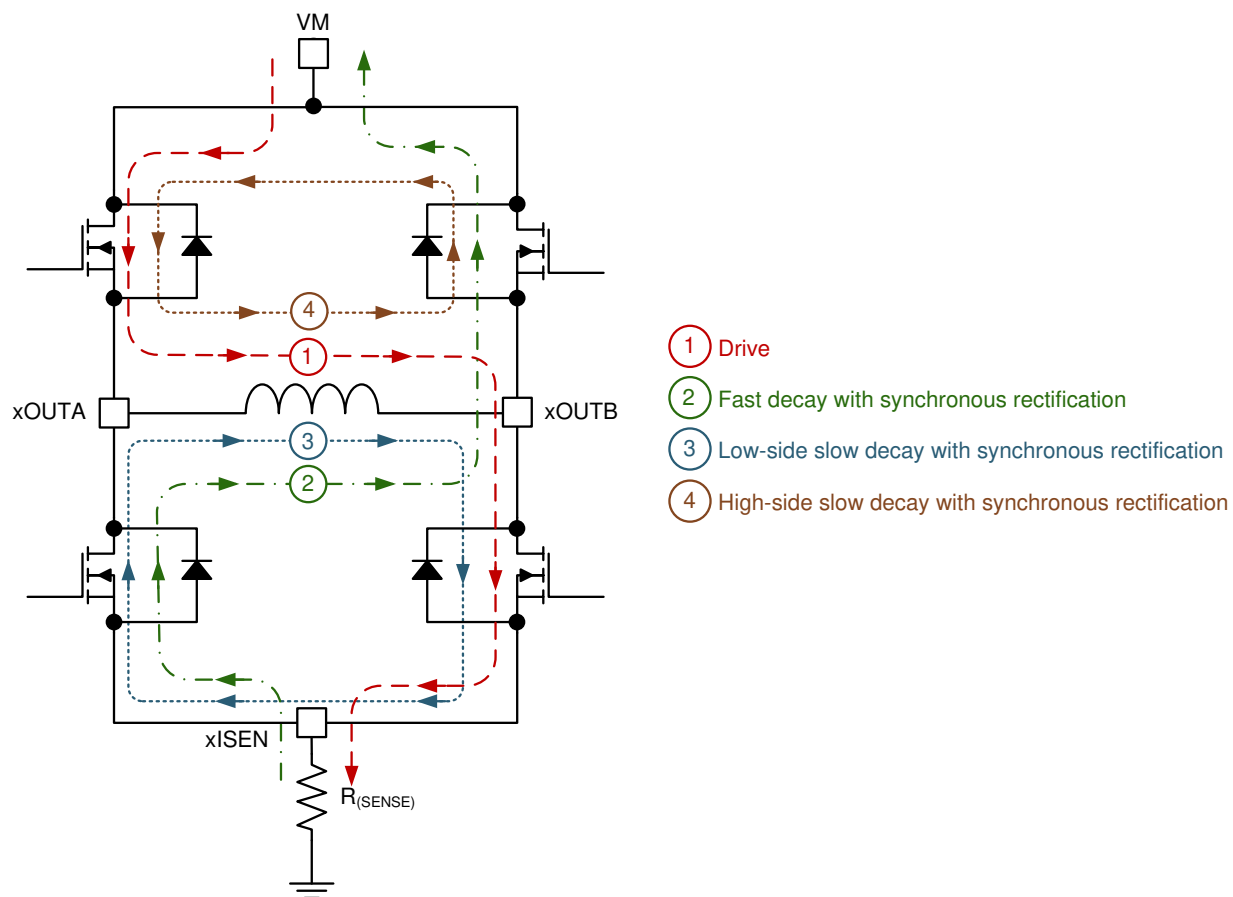 VM
4
1
xOUTA
xOUTB
3
2
xISEN
R(SENSE)
1 Drive
2 Fast decay with synchronous rectification
3 Low-side slow decay with synchronous rectification
4 High-side slow decay with synchronous rectification